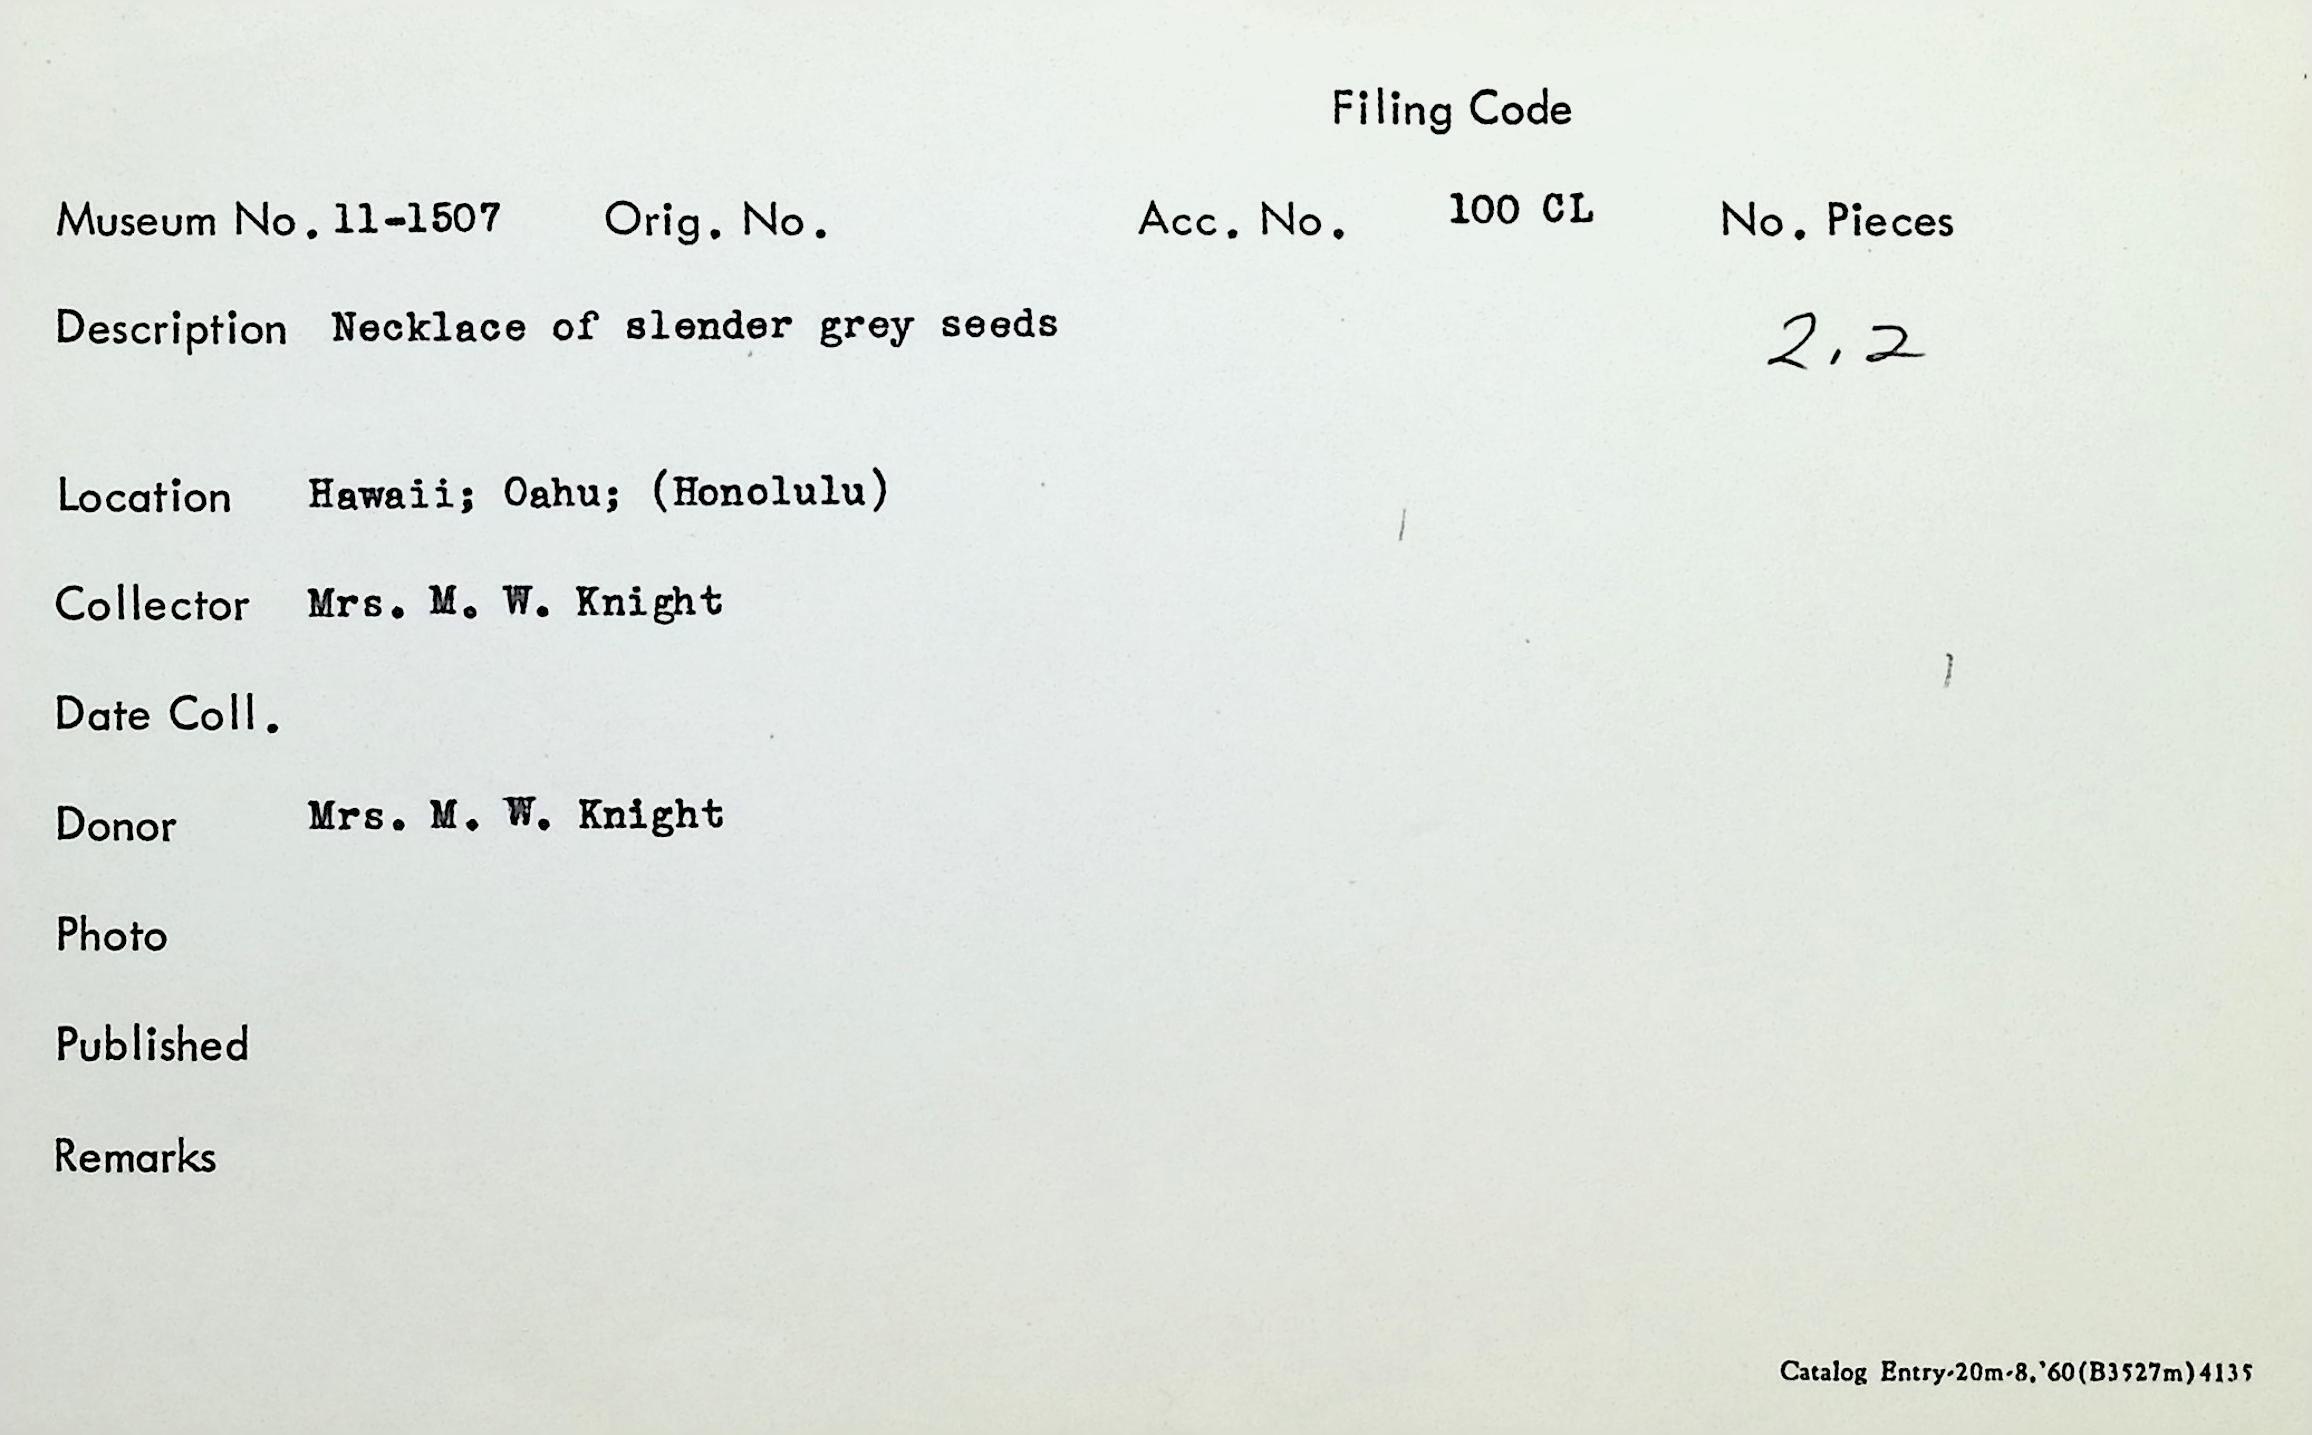 Filing Code
Museum No. 11-1507 Orig. No. Acc. No. 100 CL No. Pieces
Description Necklace of slender grey seeds 2,2
Location Hawaii; Oahu; (Honolulu)
Collector Mrs. M. W. Knight
Date Coll.
Donor Mrs. M. W. Knight
Photo
Published
Remarks
Catalog Entry-20m-8,'60(B3527m)4135